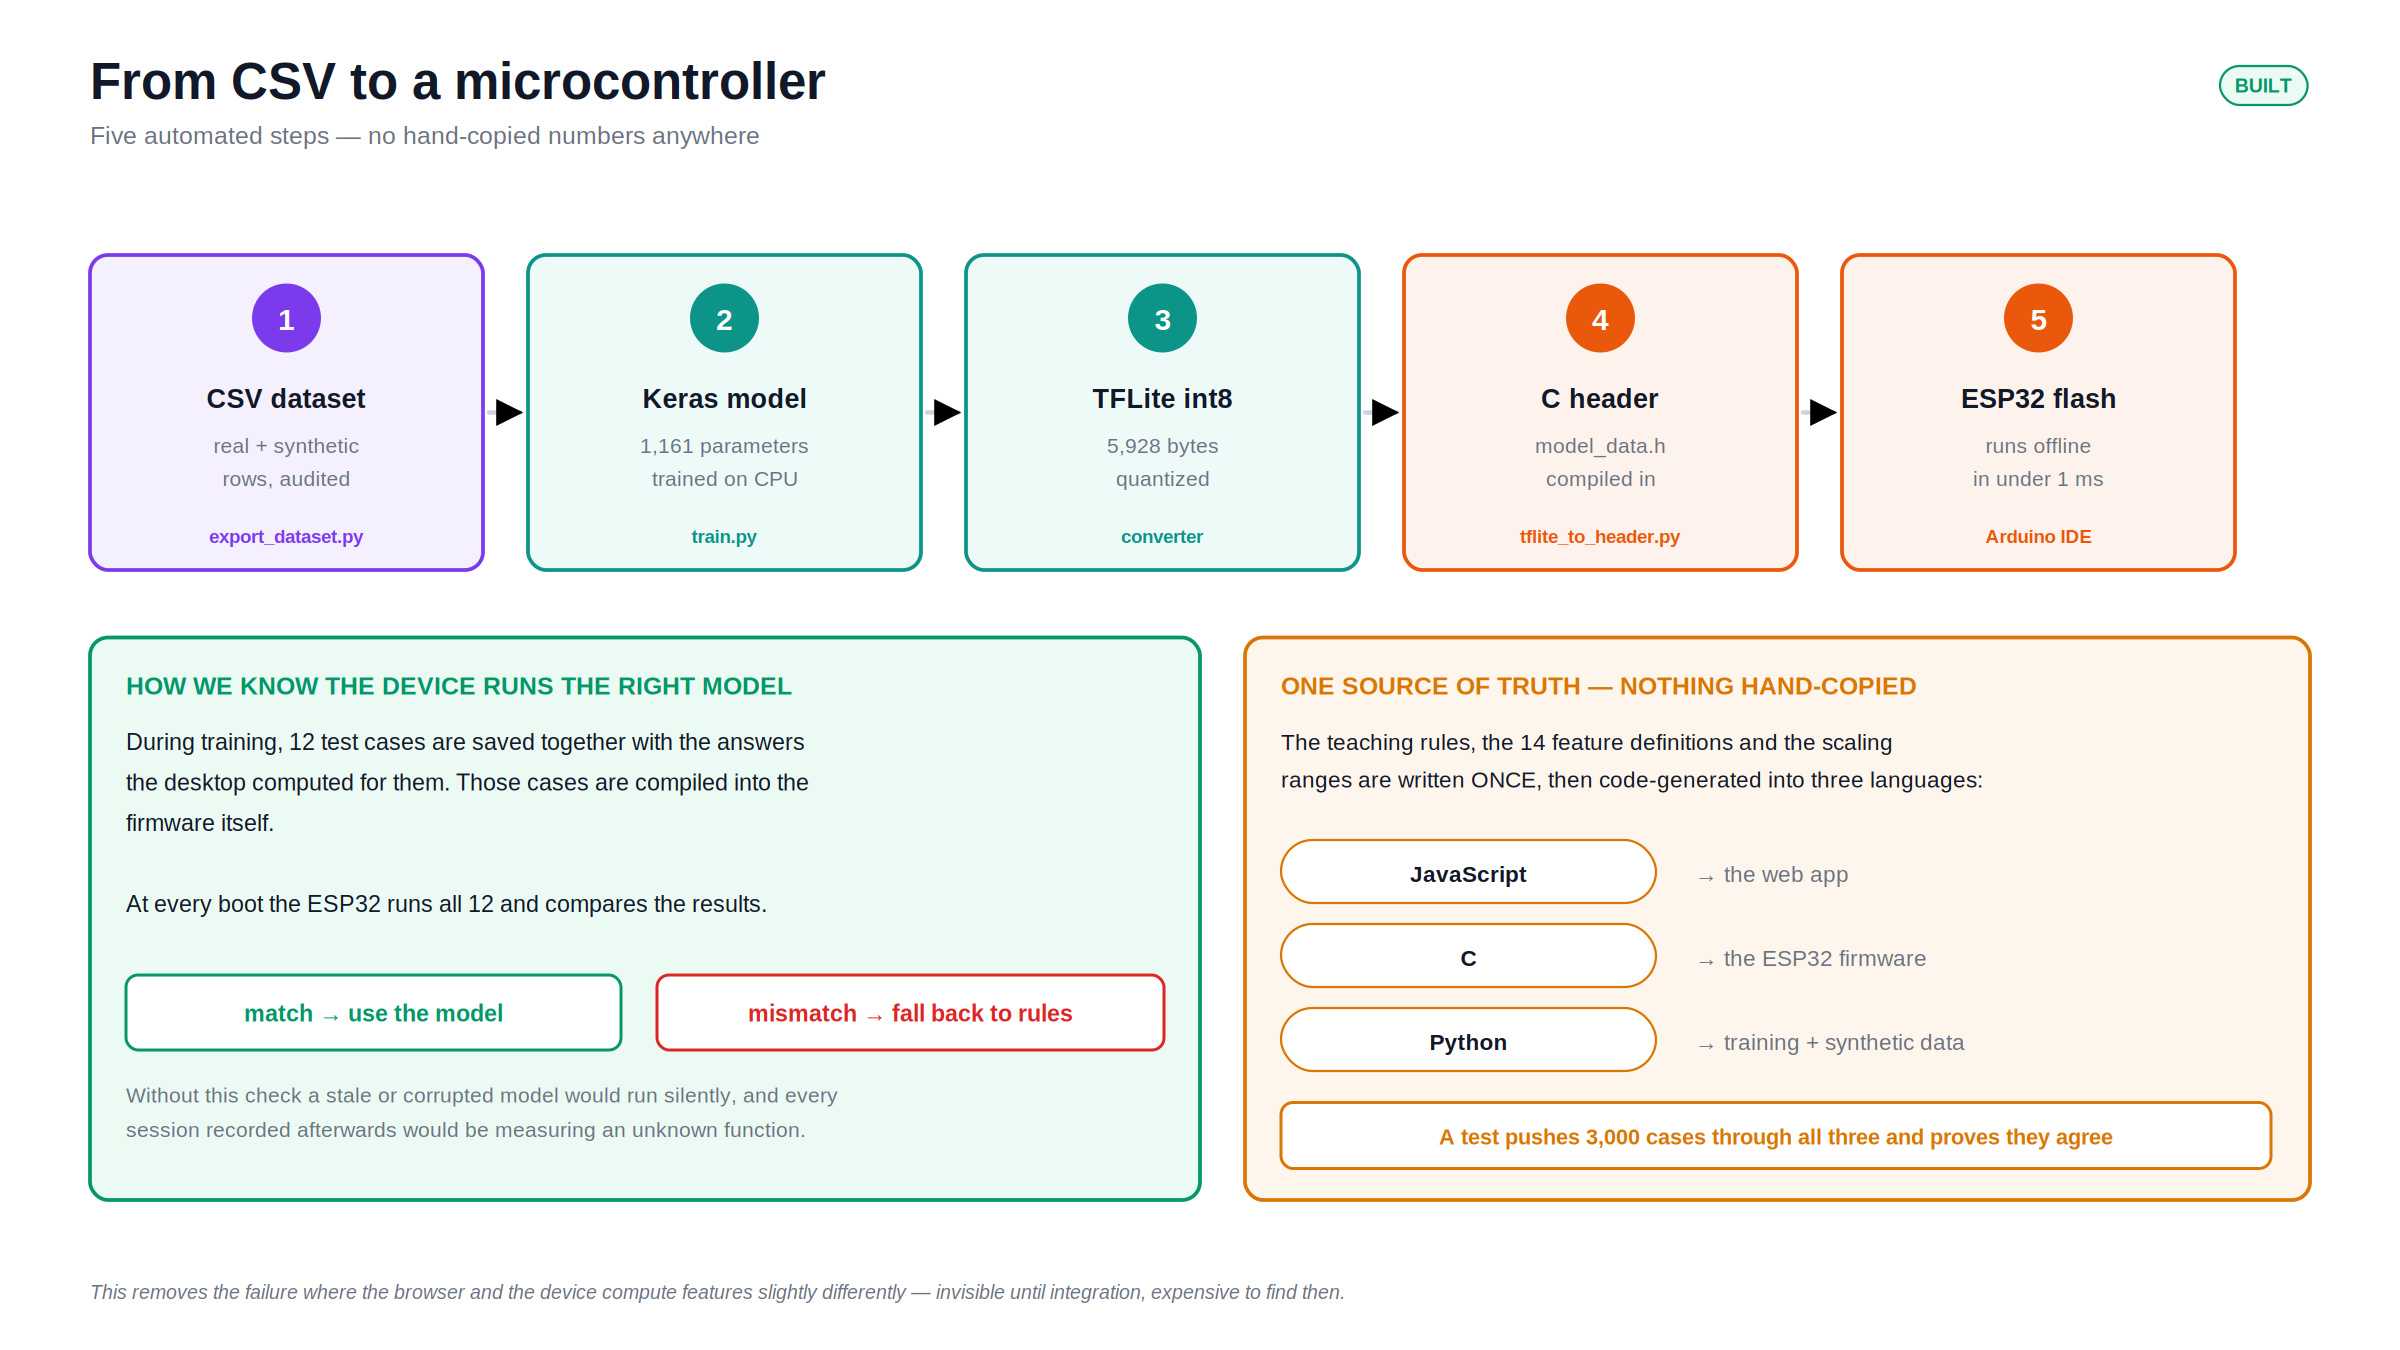 From CSV to a microcontroller
BUILT
Five automated steps — no hand-copied numbers anywhere
1
CSV dataset
real + synthetic
rows, audited
export_dataset.py
2
Keras model
1,161 parameters
trained on CPU
train.py
3
TFLite int8
5,928 bytes
quantized
converter
4
C header
model_data.h
compiled in
tflite_to_header.py
5
ESP32 flash
runs offline
in under 1 ms
Arduino IDE
HOW WE KNOW THE DEVICE RUNS THE RIGHT MODEL
During training, 12 test cases are saved together with the answers
the desktop computed for them. Those cases are compiled into the
firmware itself.
At every boot the ESP32 runs all 12 and compares the results.
match → use the model
mismatch → fall back to rules
Without this check a stale or corrupted model would run silently, and every
session recorded afterwards would be measuring an unknown function.
ONE SOURCE OF TRUTH — NOTHING HAND-COPIED
The teaching rules, the 14 feature definitions and the scaling
ranges are written ONCE, then code-generated into three languages:
JavaScript → the web app
C → the ESP32 firmware
Python → training + synthetic data
A test pushes 3,000 cases through all three and proves they agree
This removes the failure where the browser and the device compute features slightly differently — invisible until integration, expensive to find then.